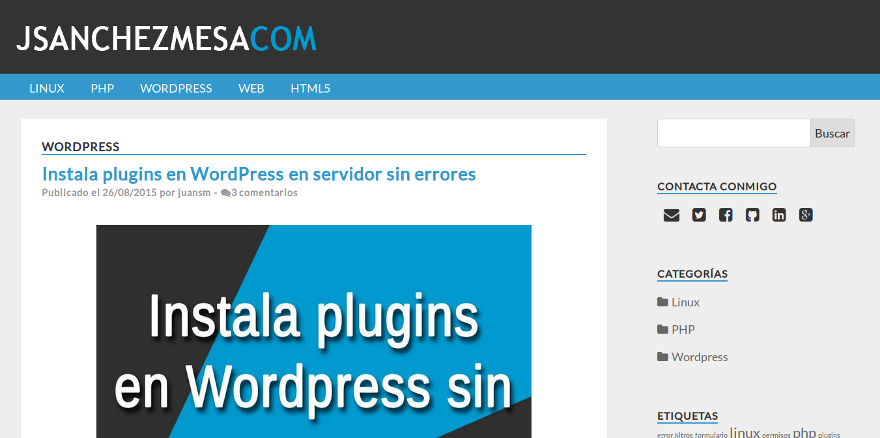 JSANCHEZMESACOM
LINUX PHP WORDPRESS WEB HTML5
WORDPRESS
Instala plugins en WordPress en servidor sin errores
Publicado el 26/08/2015 por juansm - 3 comentarios
Instala plugins
en Wordpress sin
Buscar
CONTACTA CONMIGO
CATEGORÍAS
Linux
PHP
Wordpress
ETIQUETAS
error filtros formulario linux permisos php plugins